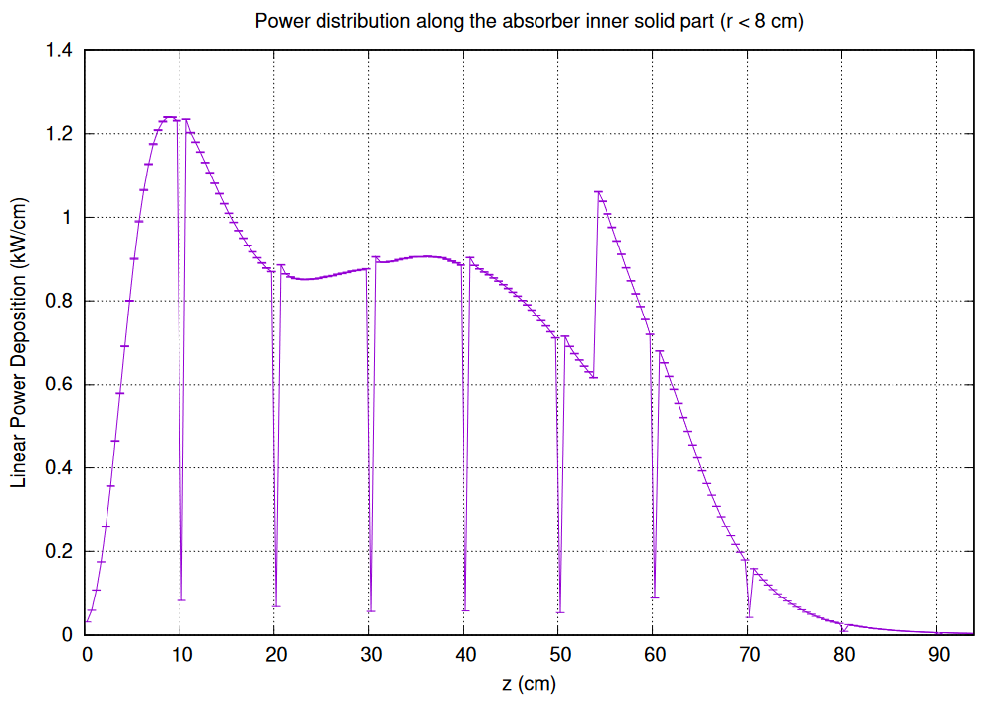 Power distribution along the absorber inner solid part (r < 8 cm)
1.4
1.2
1
0.8
0.6
0.4
0.2
0
Linear Power Deposition (kW/cm)
0 10 20 30 40 50 60 70 80 90
z (cm)